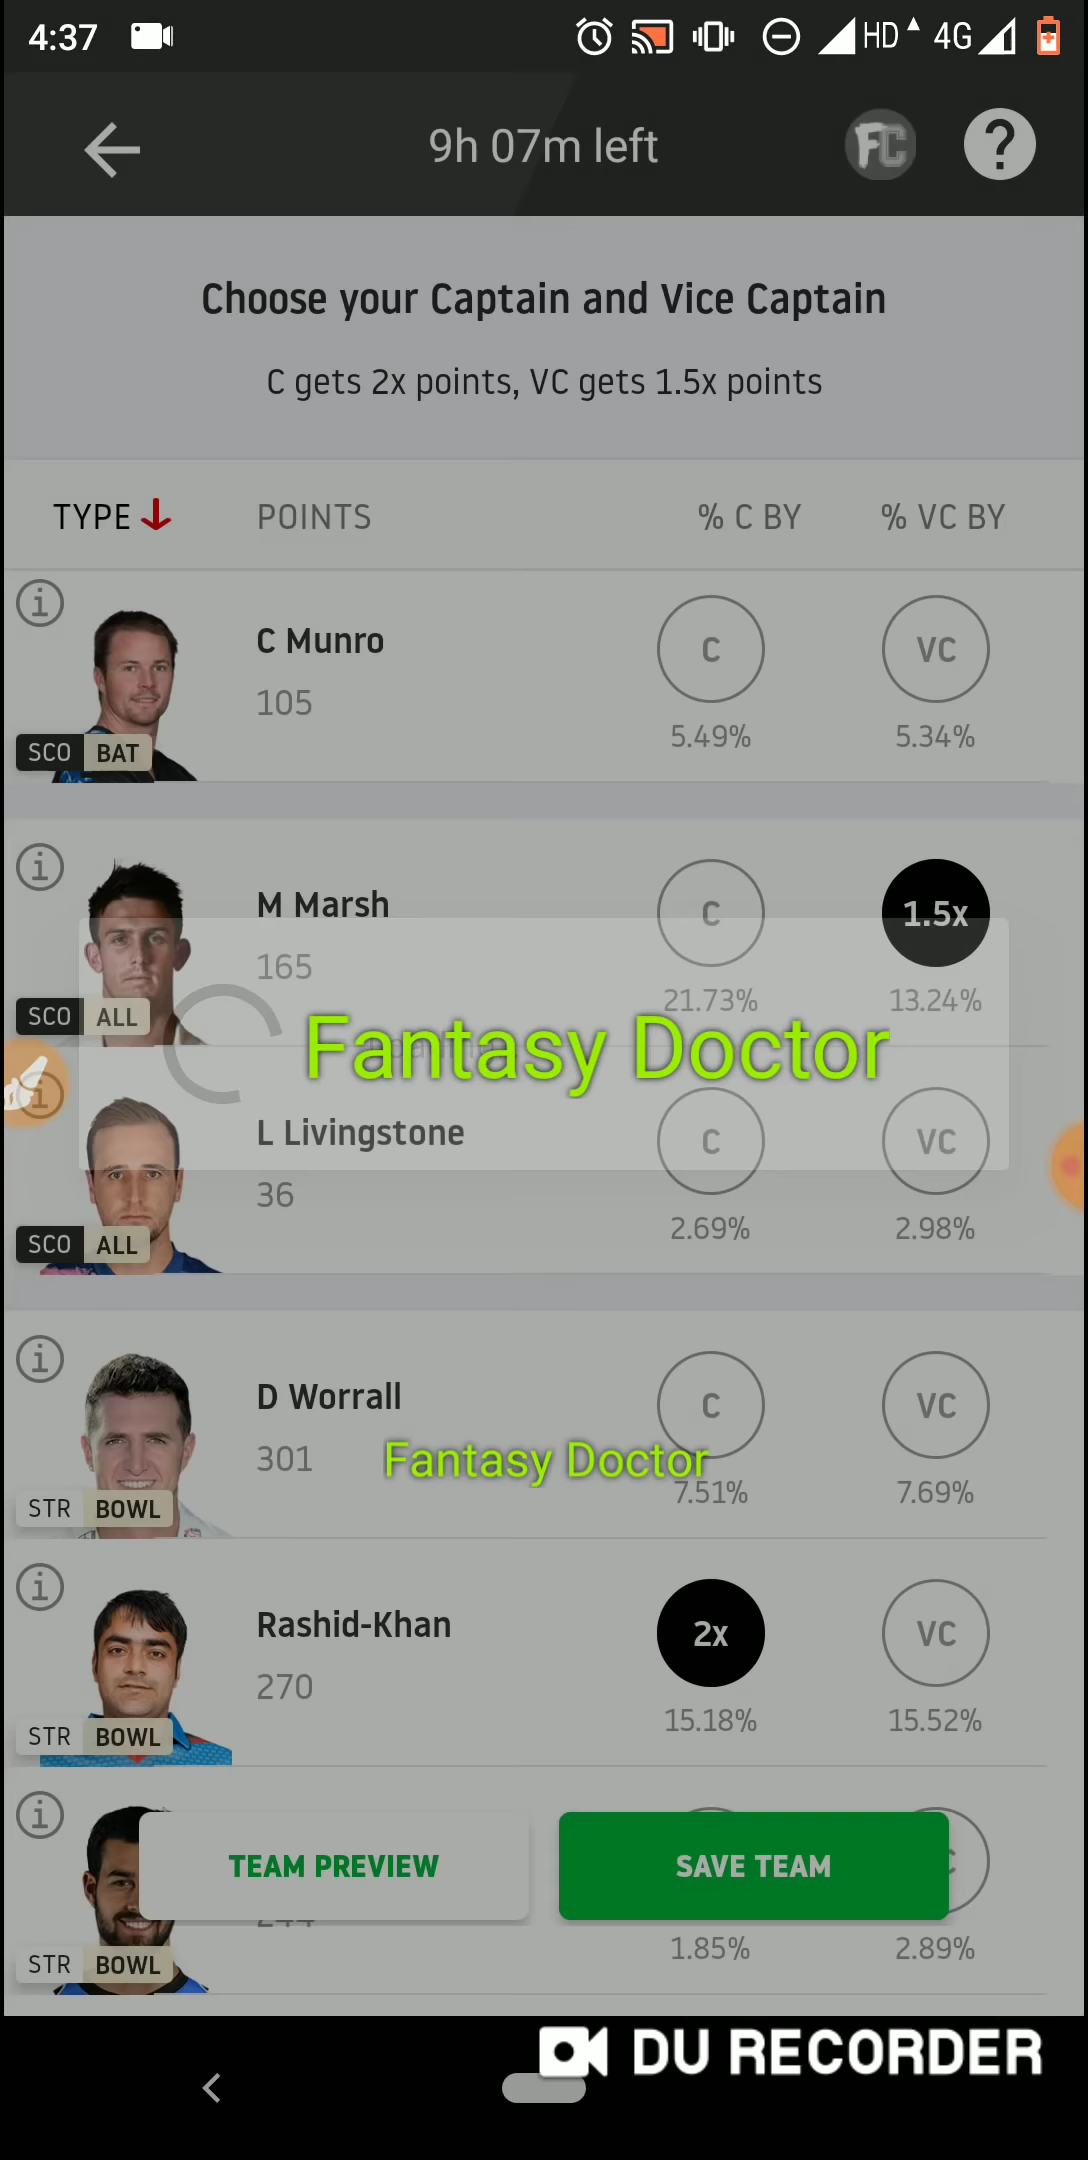 4:37 HD 4G
9h 07m left FC ?
Choose your Captain and Vice Captain
C gets 2x points, VC gets 1.5x points
TYPE POINTS % C BY % VC BY
i C Munro C VC
105
SCO BAT 5.49% 5.34%
i M Marsh C 1.5x
165
SCO ALL 21.73% 13.24%
Fantasy Doctor
i L Livingstone C VC
36
SCO ALL 2.69% 2.98%
i D Worrall C VC
301 Fantasy Doctor
STR BOWL 7.51% 7.69%
i Rashid-Khan 2x VC
270
STR BOWL 15.18% 15.52%
i
TEAM PREVIEW SAVE TEAM
STR BOWL 1.85% 2.89%
DU RECORDER